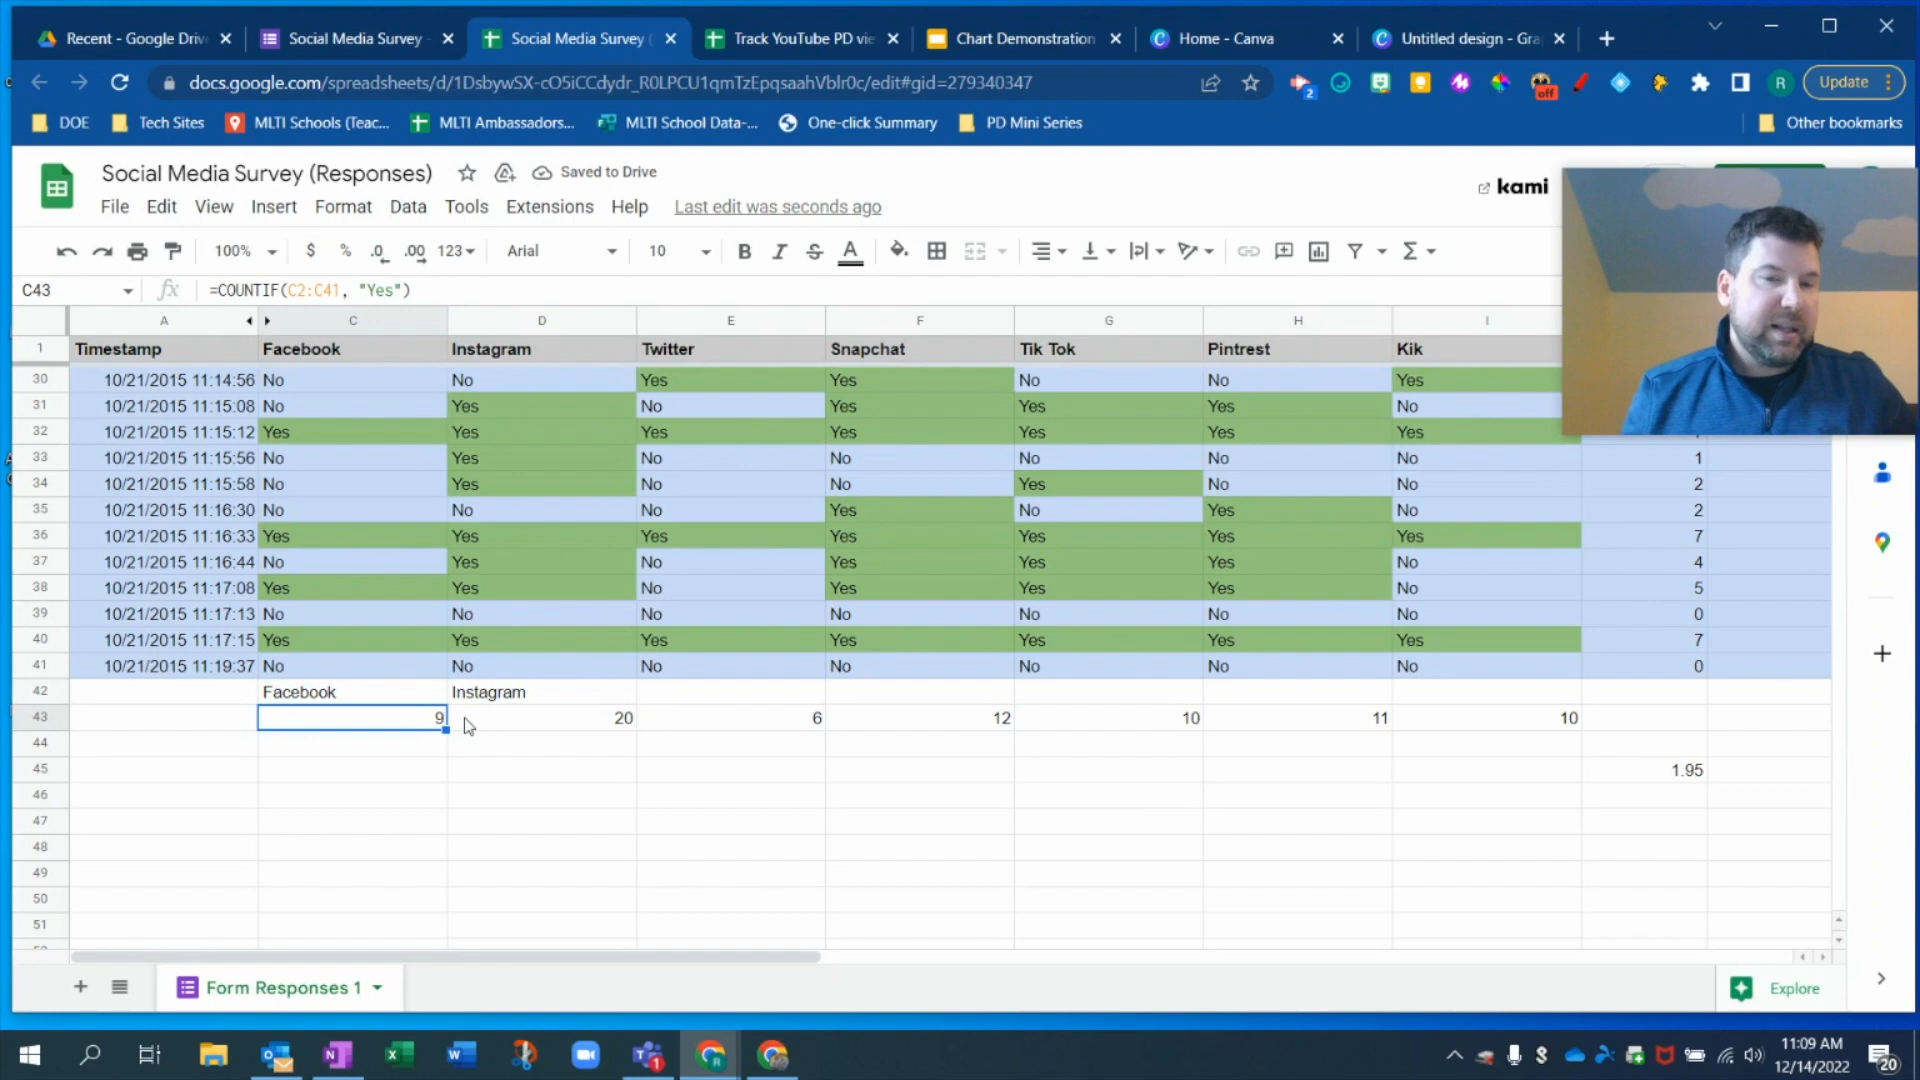 Recent - Google Driv
Social Media Survey -
Social Media Survey (
Track YouTube PD vie
Chart Demonstration
Home - Canva
Untitled design - Gra
docs.google.com/spreadsheets/d/1DsbywSX-cO5iCCdydr_R0LPCU1qmTzEpqsaahVblr0c/edit#gid=279340347
2
off
R
Update
DOE
Tech Sites
MLTI Schools (Teac...
MLTI Ambassadors...
MLTI School Data-...
One-click Summary
PD Mini Series
Other bookmarks
Social Media Survey (Responses)
Saved to Drive
kami
File Edit View Insert Format Data Tools Extensions Help Last edit was seconds ago
100% $ % .0 .00 123 Arial 10 B I S A
C43 fx =COUNTIF(C2:C41, "Yes")
A C D E F G H I
1 Timestamp Facebook Instagram Twitter Snapchat Tik Tok Pintrest Kik
30 10/21/2015 11:14:56 No No Yes Yes No No Yes
31 10/21/2015 11:15:08 No Yes No Yes Yes Yes No
32 10/21/2015 11:15:12 Yes Yes Yes Yes Yes Yes Yes
33 10/21/2015 11:15:56 No Yes No No No No No 1
34 10/21/2015 11:15:58 No Yes No No Yes No No 2
35 10/21/2015 11:16:30 No No No Yes No Yes No 2
36 10/21/2015 11:16:33 Yes Yes Yes Yes Yes Yes Yes 7
37 10/21/2015 11:16:44 No Yes No Yes Yes Yes No 4
38 10/21/2015 11:17:08 Yes Yes No Yes Yes Yes No 5
39 10/21/2015 11:17:13 No No No No No No No 0
40 10/21/2015 11:17:15 Yes Yes Yes Yes Yes Yes Yes 7
41 10/21/2015 11:19:37 No No No No No No No 0
42 Facebook Instagram
43 9 20 6 12 10 11 10
44
45 1.95
46
47
48
49
50
51
Form Responses 1
Explore
1
11:09 AM
12/14/2022
20